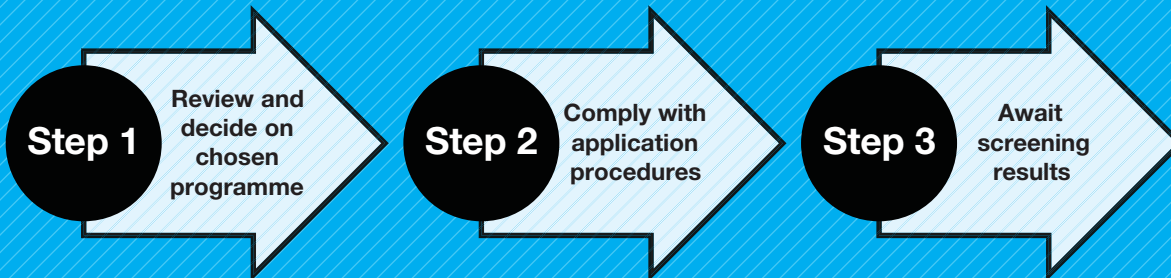 Step 1
Review and
decide on
chosen
programme
Step 2
Comply with
application
procedures
Step 3
Await
screening
results